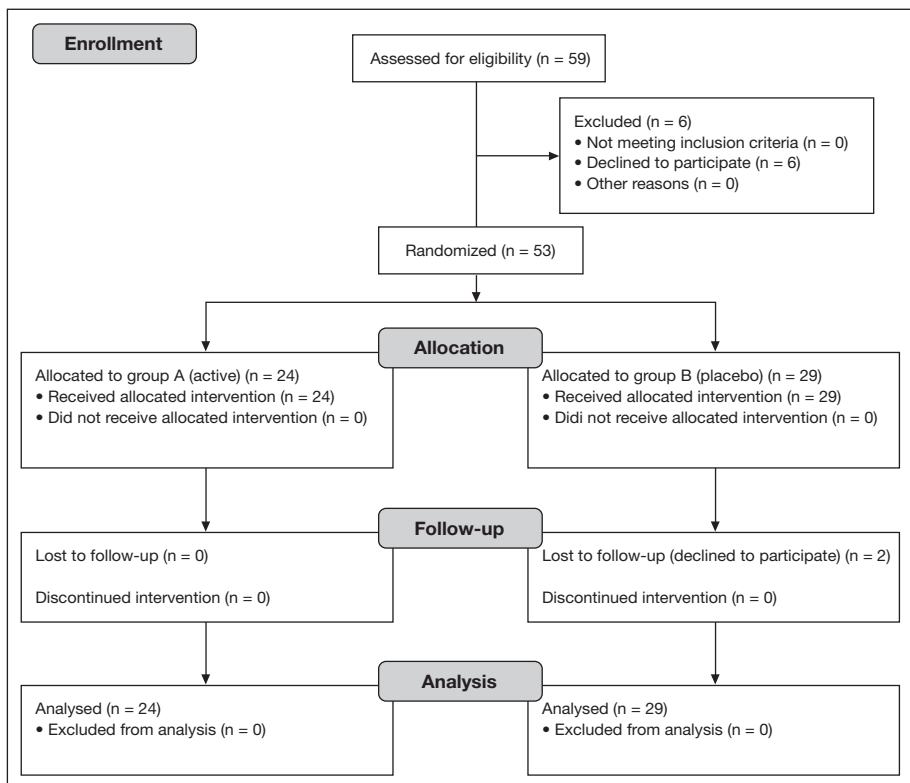 Enrollment
Assessed for eligibility (n = 59)
Excluded (n = 6)
• Not meeting inclusion criteria (n = 0)
• Declined to participate (n = 6)
• Other reasons (n = 0)
Randomized (n = 53)
Allocation
Allocated to group A (active) (n = 24)
• Received allocated intervention (n = 24)
• Did not receive allocated intervention (n = 0)
Allocated to group B (placebo) (n = 29)
• Received allocated intervention (n = 29)
• Didi not receive allocated intervention (n = 0)
Follow-up
Lost to follow-up (n = 0)
Discontinued intervention (n = 0)
Lost to follow-up (declined to participate) (n = 2)
Discontinued intervention (n = 0)
Analysis
Analysed (n = 24)
• Excluded from analysis (n = 0)
Analysed (n = 29)
• Excluded from analysis (n = 0)